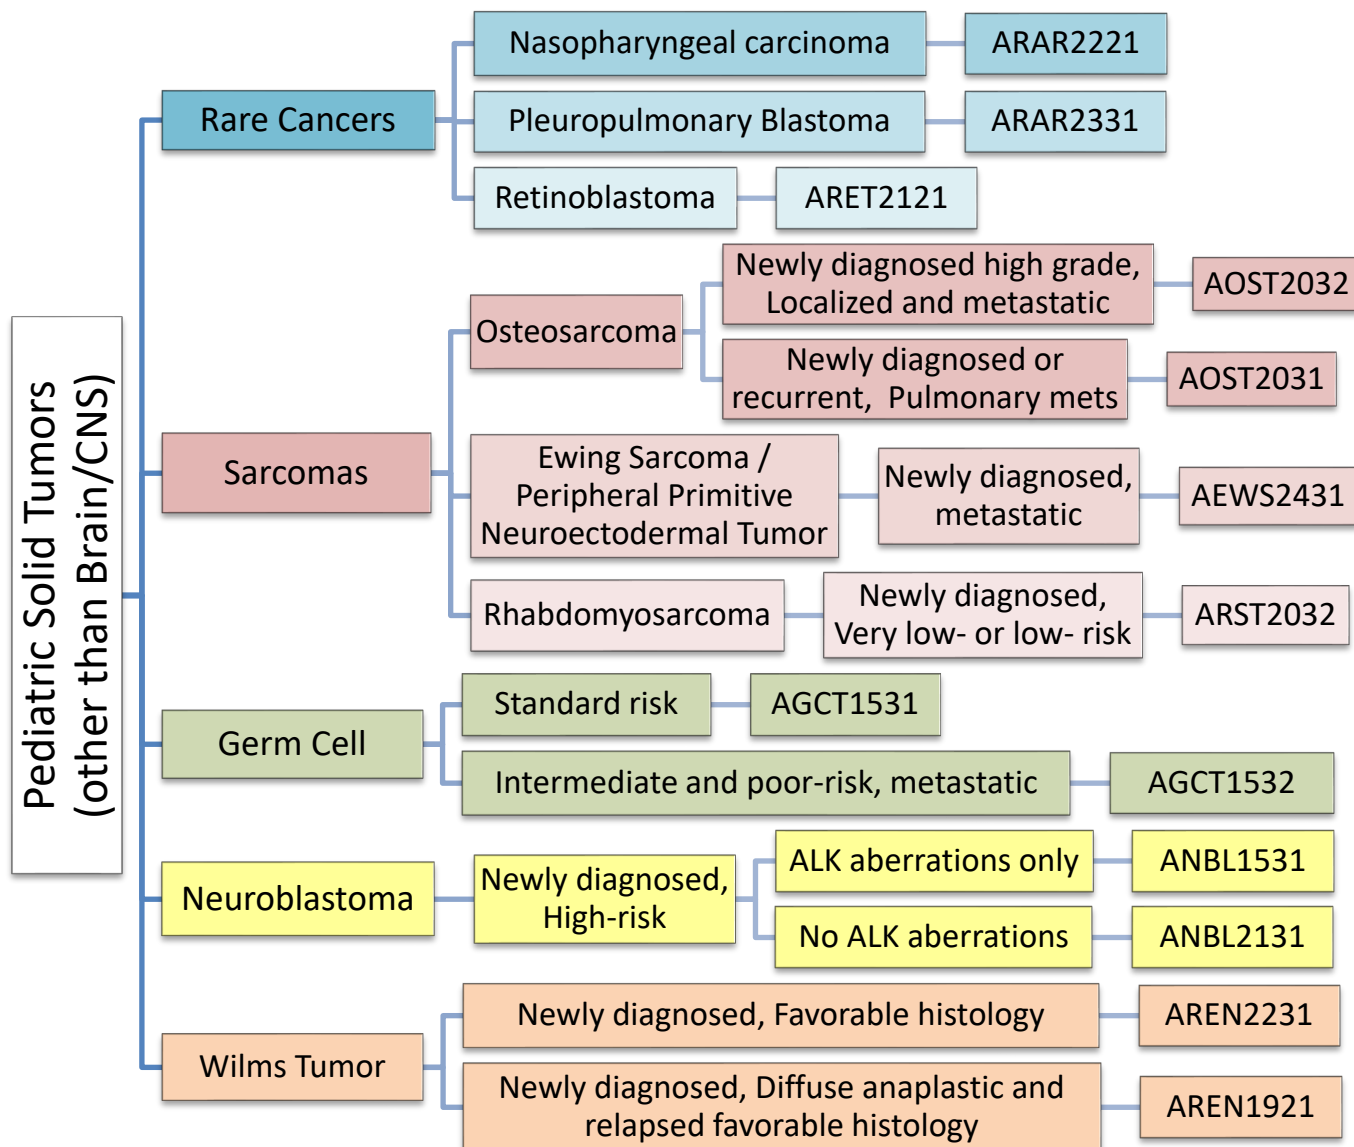 Pediatric Solid Tumors
(other than Brain/CNS)
Rare Cancers
Nasopharyngeal carcinoma
ARAR2221
Pleuropulmonary Blastoma
ARAR2331
Retinoblastoma
ARET2121
Sarcomas
Osteosarcoma
Newly diagnosed high grade,
Localized and metastatic
AOST2032
Newly diagnosed or
recurrent, Pulmonary mets
AOST2031
Ewing Sarcoma /
Peripheral Primitive
Neuroectodermal Tumor
Newly diagnosed,
metastatic
AEWS2431
Rhabdomyosarcoma
Newly diagnosed,
Very low- or low- risk
ARST2032
Germ Cell
Standard risk
AGCT1531
Intermediate and poor-risk, metastatic
AGCT1532
Neuroblastoma
Newly diagnosed,
High-risk
ALK aberrations only
ANBL1531
No ALK aberrations
ANBL2131
Wilms Tumor
Newly diagnosed, Favorable histology
AREN2231
Newly diagnosed, Diffuse anaplastic and
relapsed favorable histology
AREN1921